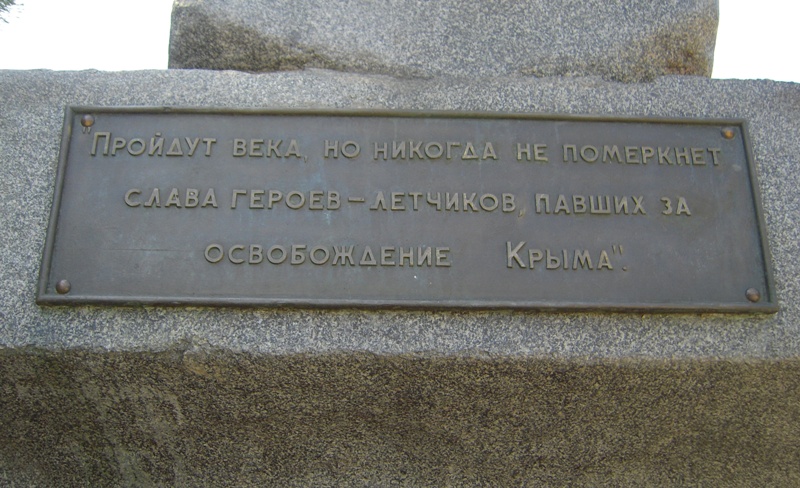 "Пройдут века, но никогда не померкнет
слава героев – летчиков, павших за
освобождение Крыма".